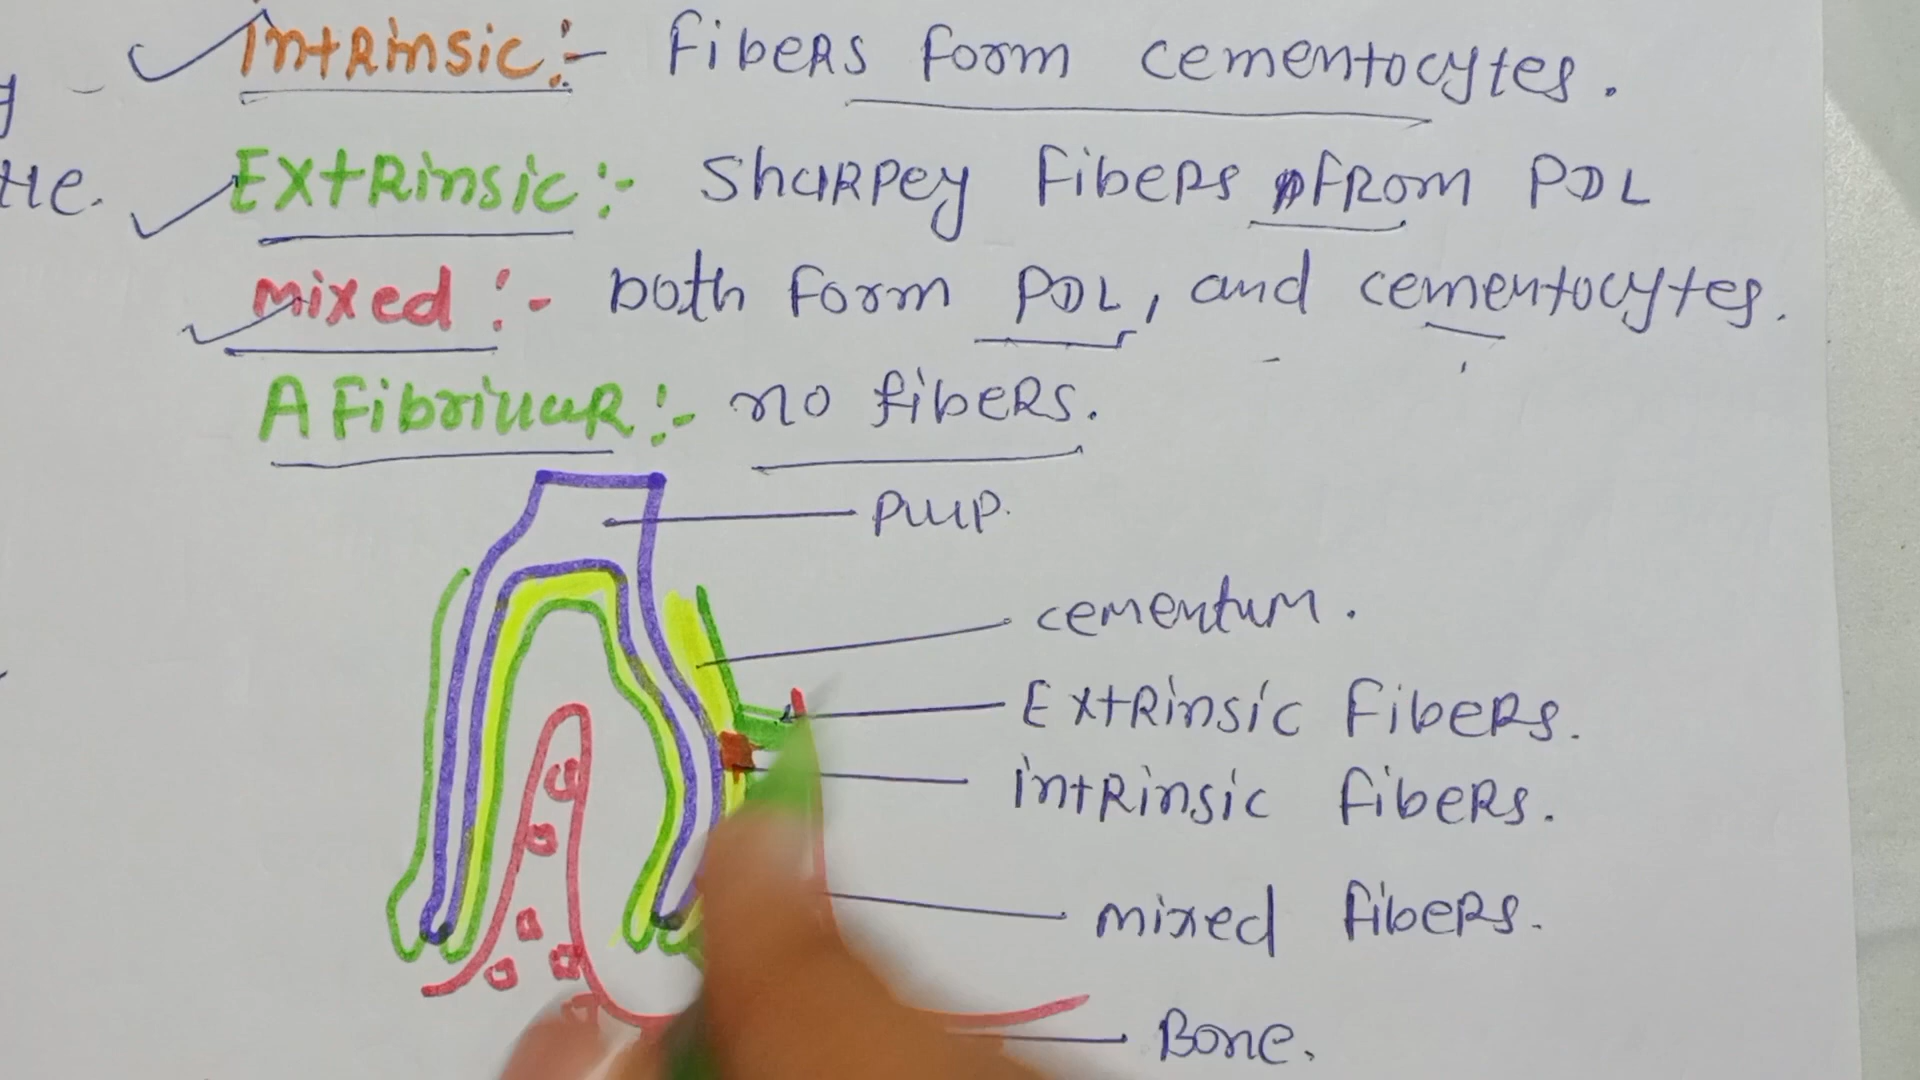 Intrinsic:- Fibers form cementocytes.
Extrinsic:- Sharpey Fibers from PDL
mixed:- both form PDL, and cementocytes.
AFibrillar:- no fibers.
Pulp.
cementum.
Extrinsic Fibers.
intrinsic fibers.
mixed fibers.
Bone.